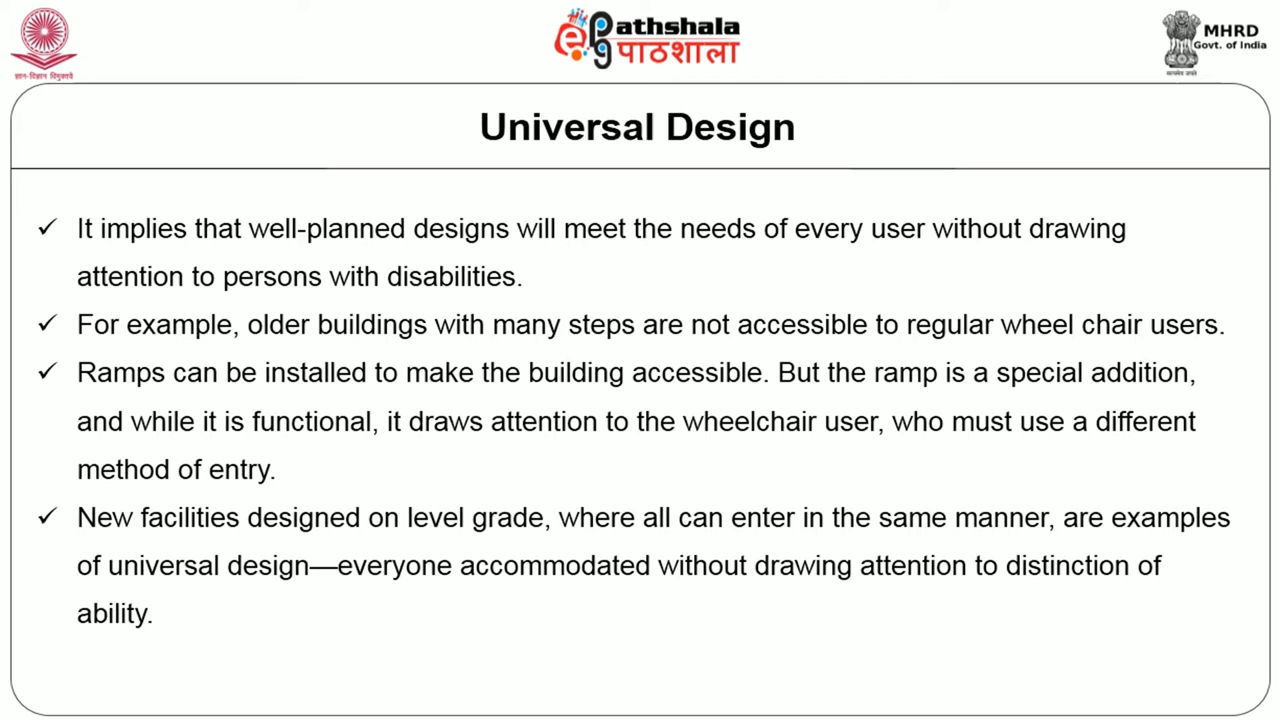 ज्ञान-विज्ञान विमुक्तये
ePathshala
पाठशाला
MHRD
Govt. of India
सत्यमेव जयते
Universal Design
✓ It implies that well-planned designs will meet the needs of every user without drawing
attention to persons with disabilities.
✓ For example, older buildings with many steps are not accessible to regular wheel chair users.
✓ Ramps can be installed to make the building accessible. But the ramp is a special addition,
and while it is functional, it draws attention to the wheelchair user, who must use a different
method of entry.
✓ New facilities designed on level grade, where all can enter in the same manner, are examples
of universal design—everyone accommodated without drawing attention to distinction of
ability.